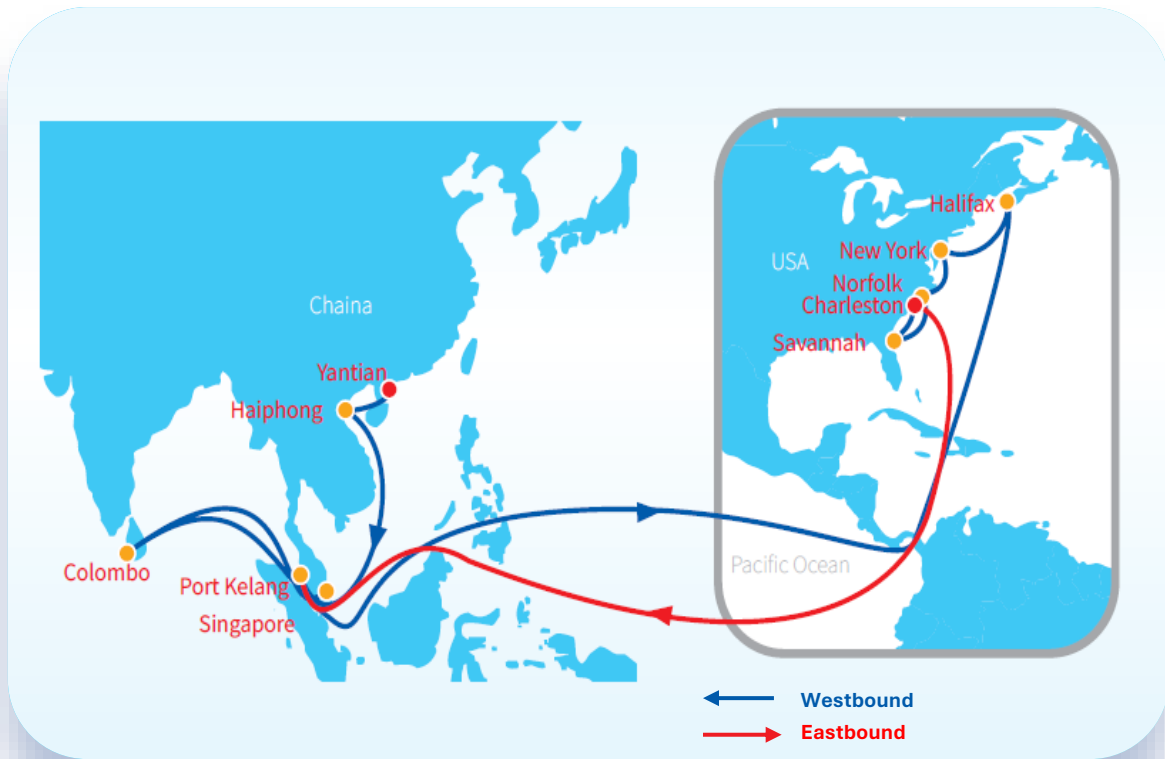 Halifax
New York
USA
Norfolk
Charleston
Chaina
Savannah
Yantian
Haiphong
Colombo
Port Kelang
Pacific Ocean
Singapore
Westbound
Eastbound